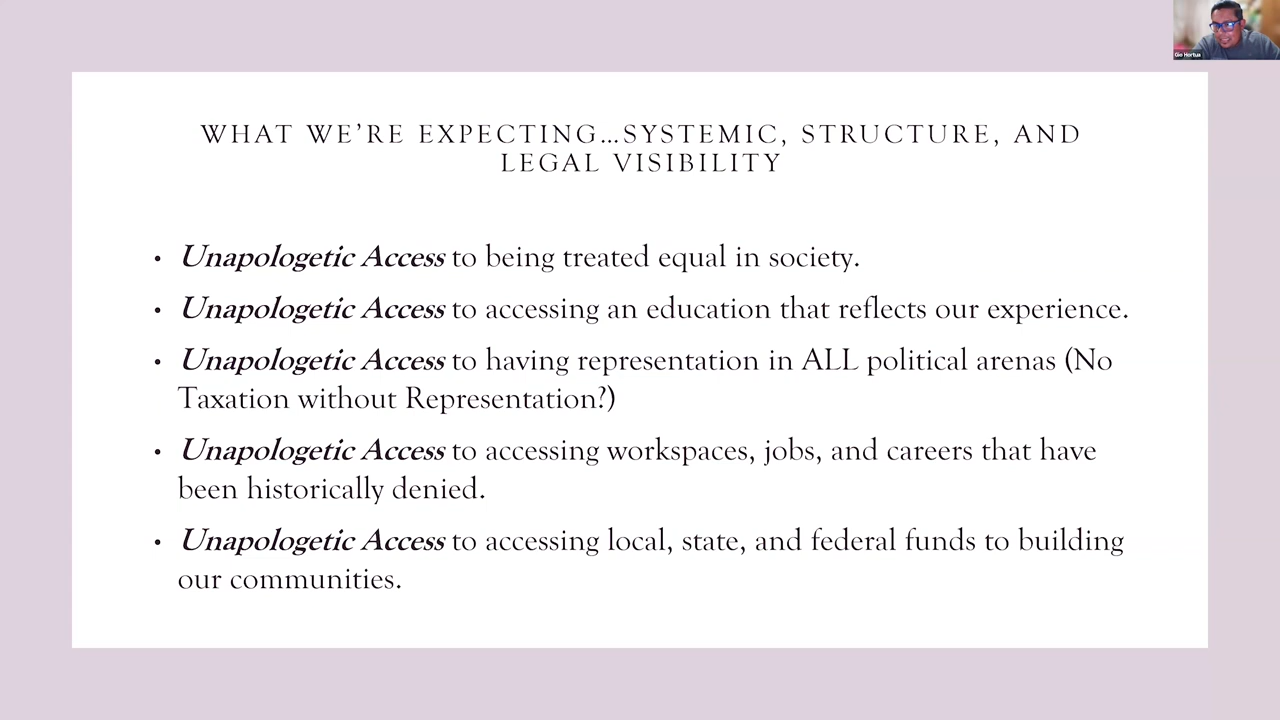 Gio Hortua
WHAT WE’RE EXPECTING…SYSTEMIC, STRUCTURE, AND
LEGAL VISIBILITY
• Unapologetic Access to being treated equal in society.
• Unapologetic Access to accessing an education that reflects our experience.
• Unapologetic Access to having representation in ALL political arenas (No
Taxation without Representation?)
• Unapologetic Access to accessing workspaces, jobs, and careers that have
been historically denied.
• Unapologetic Access to accessing local, state, and federal funds to building
our communities.